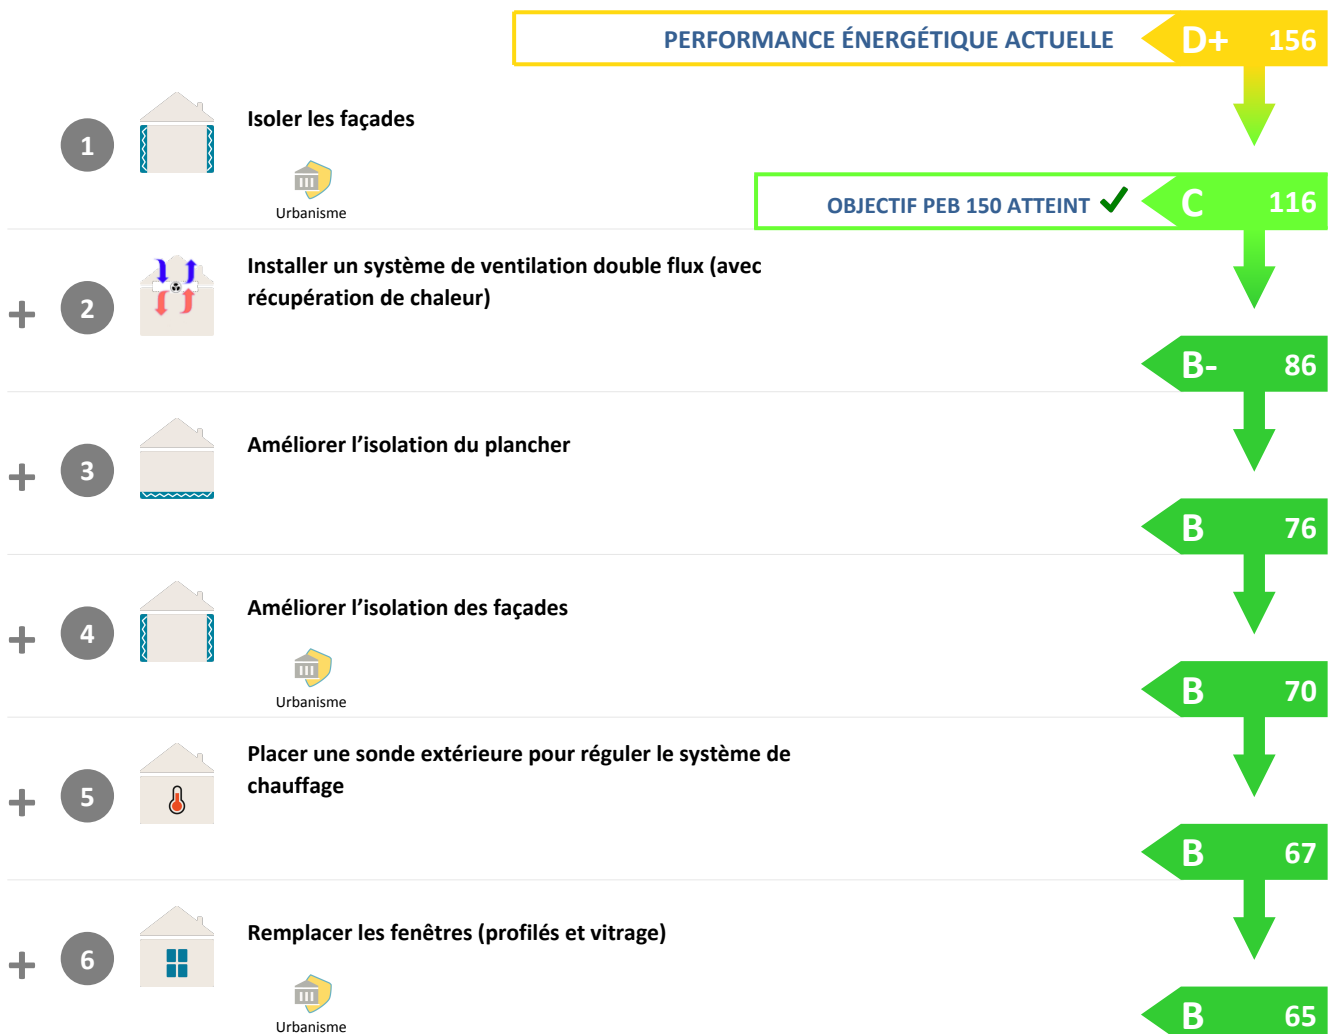 PERFORMANCE ÉNERGÉTIQUE ACTUELLE D+ 156
1 Isoler les façades
Urbanisme
OBJECTIF PEB 150 ATTEINT ✔ C 116
+ 2 Installer un système de ventilation double flux (avec
récupération de chaleur)
B- 86
+ 3 Améliorer l’isolation du plancher
B 76
+ 4 Améliorer l’isolation des façades
Urbanisme
B 70
+ 5 Placer une sonde extérieure pour réguler le système de
chauffage
B 67
+ 6 Remplacer les fenêtres (profilés et vitrage)
Urbanisme
B 65